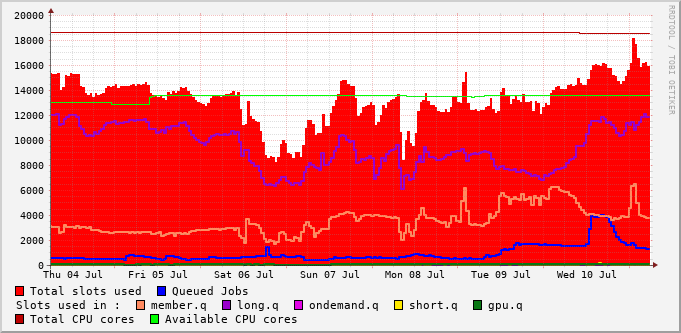 20000
18000
16000
14000
12000
10000
8000
6000
4000
2000
0
Thu 04 Jul Fri 05 Jul Sat 06 Jul Sun 07 Jul Mon 08 Jul Tue 09 Jul Wed 10 Jul
RRDTOOL / TOBI OETIKER
Total slots used Queued Jobs
Slots used in : member.q long.q ondemand.q short.q gpu.q
Total CPU cores Available CPU cores